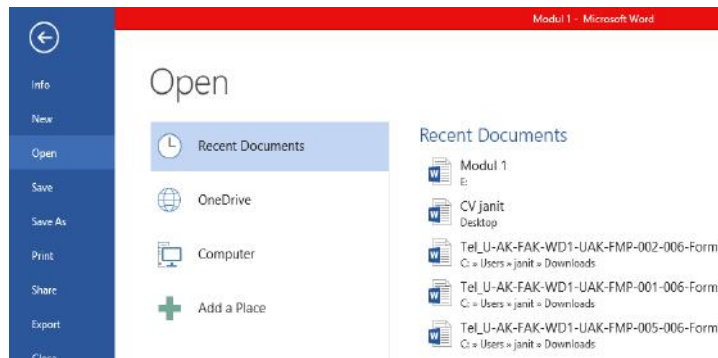 Modul 1 - Microsoft Word
Info
New
Open
Save
Save As
Print
Share
Export
Close
Open
Recent Documents
OneDrive
Computer
Add a Place
Recent Documents
Modul 1
E:
CV janit
Desktop
Tel_U-AK-FAK-WD1-UAK-FMP-002-006-Form
C: » Users » janit » Downloads
Tel_U-AK-FAK-WD1-UAK-FMP-001-006-Form
C: » Users » janit » Downloads
Tel_U-AK-FAK-WD1-UAK-FMP-005-006-Form
C: » Users » janit » Downloads